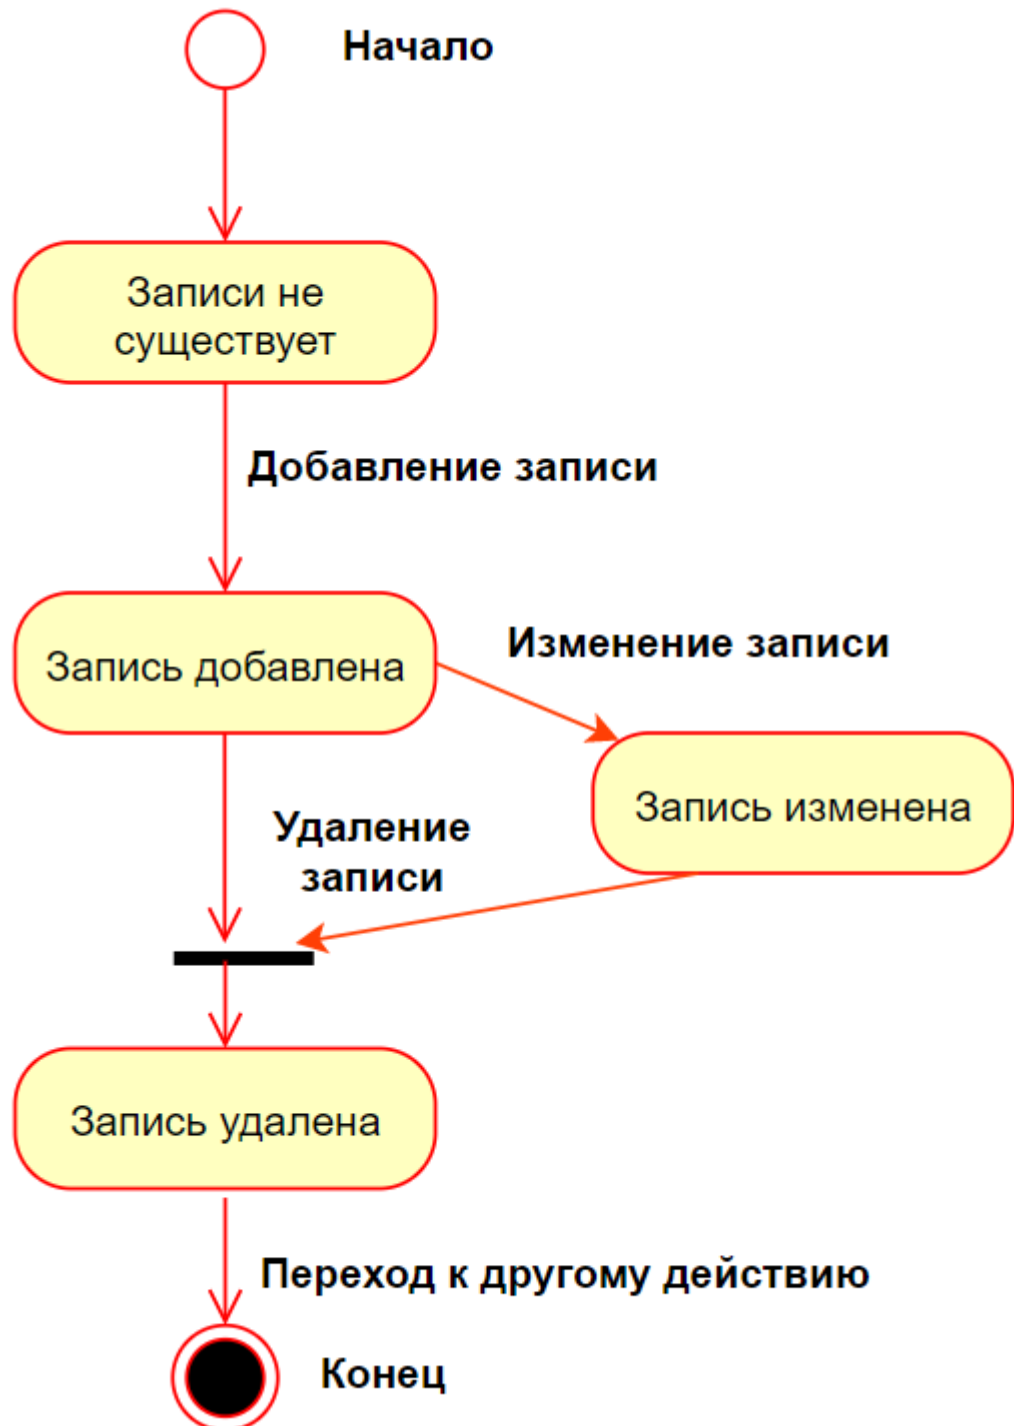 Начало
Записи не
существует
Добавление записи
Запись добавлена
Изменение записи
Запись изменена
Удаление
записи
Запись удалена
Переход к другому действию
Конец